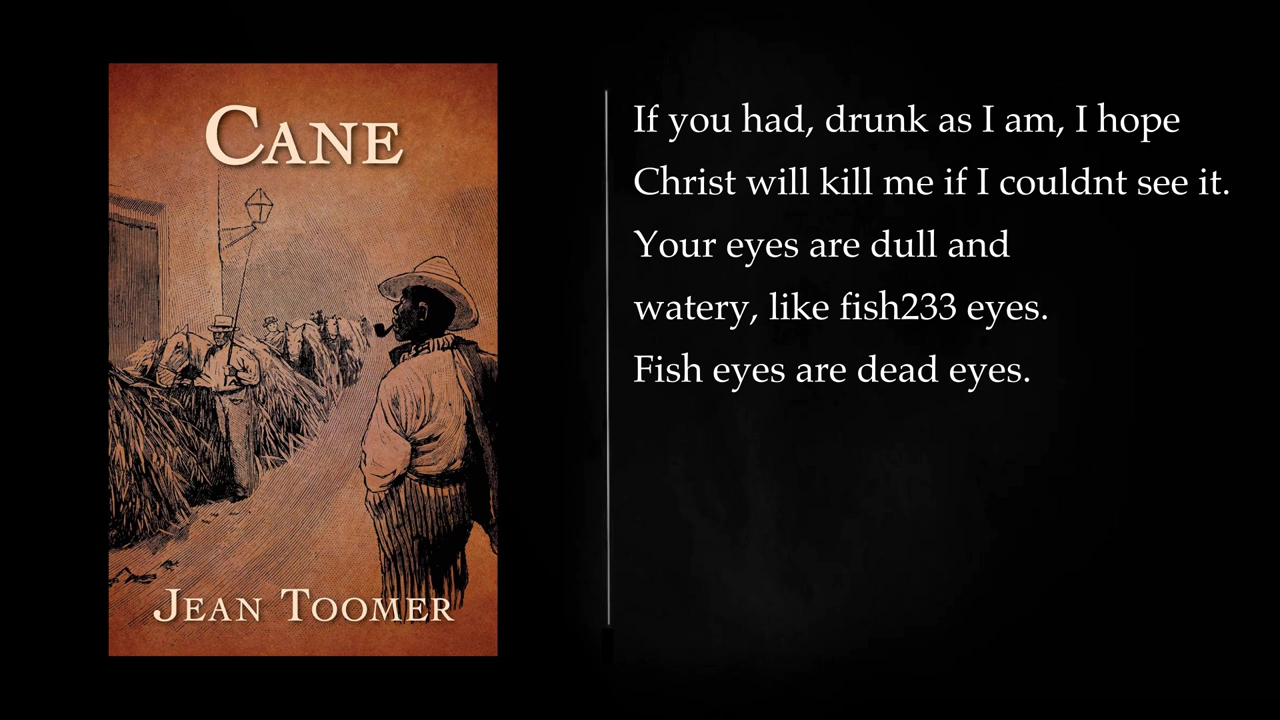 CANE
JEAN TOOMER
If you had, drunk as I am, I hope
Christ will kill me if I couldnt see it.
Your eyes are dull and
watery, like fish233 eyes.
Fish eyes are dead eyes.